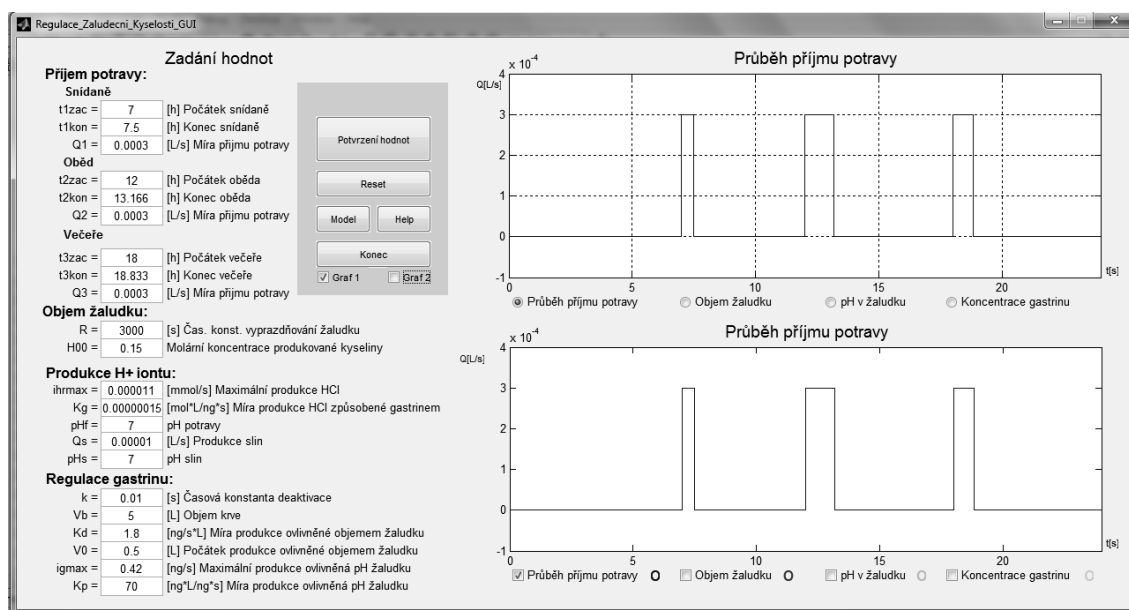 Regulace_Zaludecni_Kyselosti_GUI
Zadání hodnot
Příjem potravy:
Snídaně
t1zac = 7 [h] Počátek snídaně
t1kon = 7.5 [h] Konec snídaně
Q1 = 0.0003 [L/s] Míra přijmu potravy
Oběd
t2zac = 12 [h] Počátek oběda
t2kon = 13.166 [h] Konec oběda
Q2 = 0.0003 [L/s] Míra přijmu potravy
Večeře
t3zac = 18 [h] Počátek večeře
t3kon = 18.833 [h] Konec večeře
Q3 = 0.0003 [L/s] Míra přijmu potravy
Objem žaludku:
R = 3000 [s] Čas. konst. vyprazdňování žaludku
H00 = 0.15 Molární koncentrace produkované kyseliny
Produkce H+ iontu:
ihrmax = 0.000011 [mmol/s] Maximální produkce HCl
Kg = 0.00000015 [mol*L/ng*s] Míra produkce HCl způsobené gastrinem
pHf = 7 pH potravy
Qs = 0.00001 [L/s] Produkce slin
pHs = 7 pH slin
Regulace gastrinu:
k = 0.01 [s] Časová konstanta deaktivace
Vb = 5 [L] Objem krve
Kd = 1.8 [ng/s*L] Míra produkce ovlivněné objemem žaludku
V0 = 0.5 [L] Počátek produkce ovlivněné objemem žaludku
igmax = 0.42 [ng/s] Maximální produkce ovlivněná pH žaludku
Kp = 70 [ng*L/ng*s] Míra produkce ovlivněná pH žaludku
Potvrzení hodnot
Reset
Model Help
Konec
Graf 1 Graf 2
Průběh příjmu potravy
x 10⁻⁴
Q[L/s]
4
3
2
1
0
-1
0 5 10 15 20
t[s]
Průběh příjmu potravy Objem žaludku pH v žaludku Koncentrace gastrinu
Průběh příjmu potravy
x 10⁻⁴
Q[L/s]
4
3
2
1
0
-1
0 5 10 15 20
t[s]
Průběh příjmu potravy O Objem žaludku O pH v žaludku O Koncentrace gastrinu O